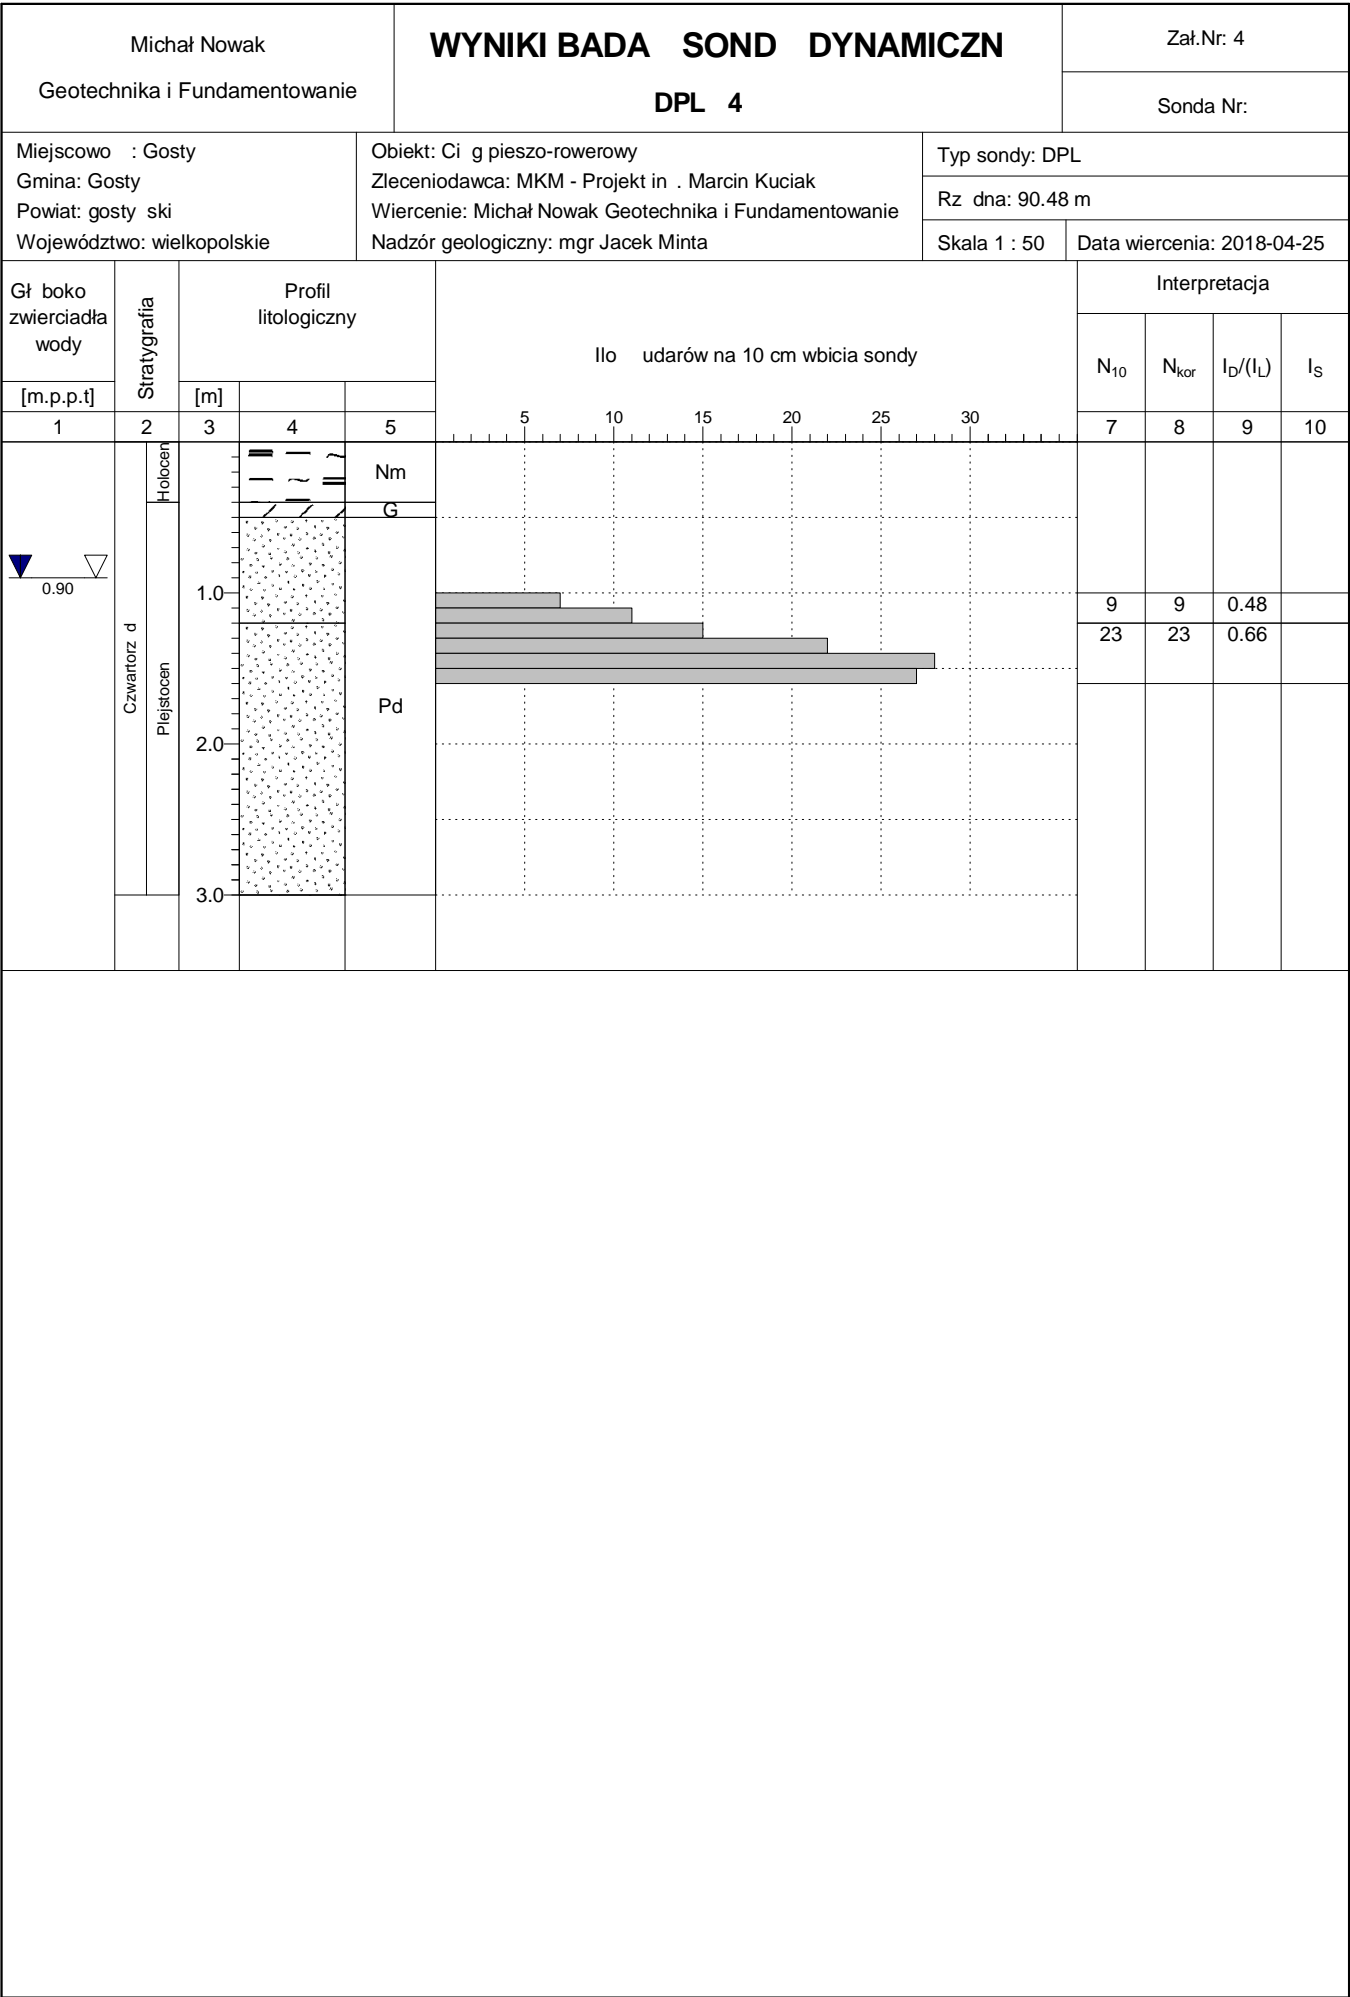 Michał Nowak
Geotechnika i Fundamentowanie
WYNIKI BADA SOND DYNAMICZN
DPL 4
Zał.Nr: 4
Sonda Nr:
Miejscowo : Gosty
Gmina: Gosty
Powiat: gosty ski
Województwo: wielkopolskie
Obiekt: Ci g pieszo-rowerowy
Zleceniodawca: MKM - Projekt in . Marcin Kuciak
Wiercenie: Michał Nowak Geotechnika i Fundamentowanie
Nadzór geologiczny: mgr Jacek Minta
Typ sondy: DPL
Rz dna: 90.48 m
Skala 1 : 50
Data wiercenia: 2018-04-25
Gł boko
zwierciadła
wody
[m.p.p.t]
Stratygrafia
Profil
litologiczny
[m]
Ilo udarów na 10 cm wbicia sondy
Interpretacja
N10 Nkor ID/(IL) IS
5 10 15 20 25 30
1 2 3 4 5 7 8 9 10
Holocen
Nm
G
0.90
1.0
9 9 0.48
23 23 0.66
Czwartorz d
Plejstocen
Pd
2.0
3.0